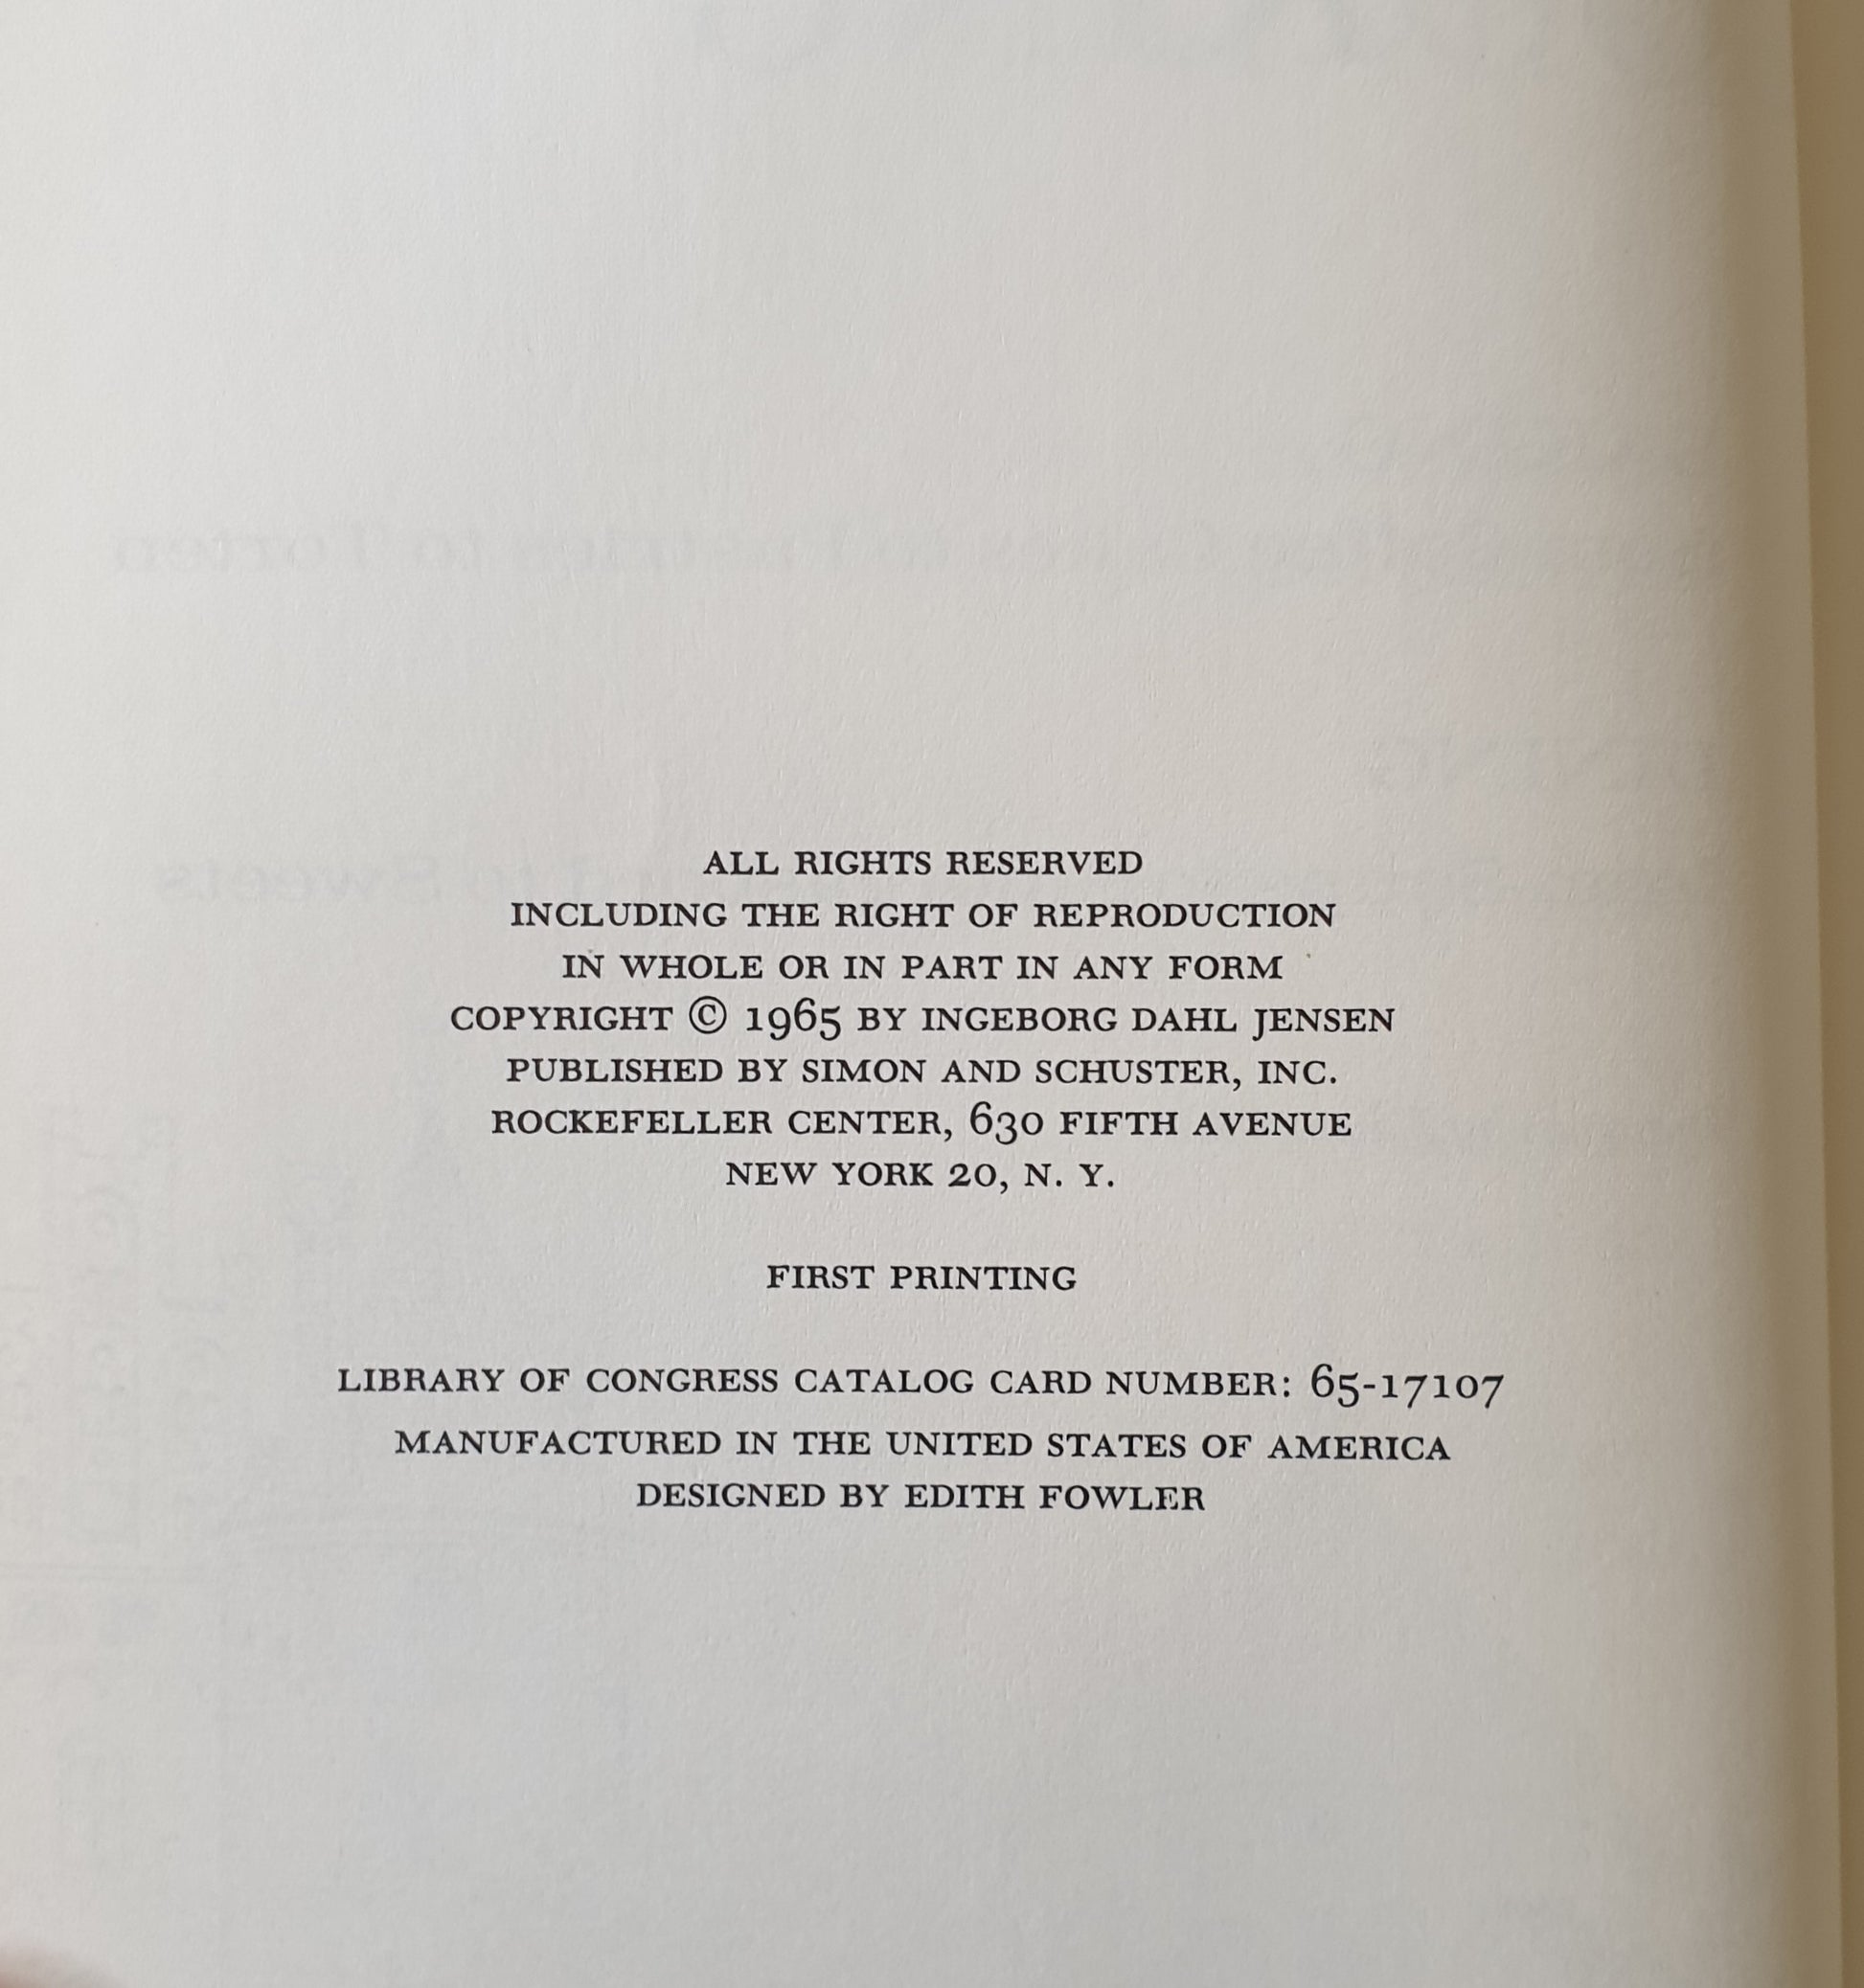 ALL RIGHTS RESERVED
INCLUDING THE RIGHT OF REPRODUCTION
IN WHOLE OR IN PART IN ANY FORM
COPYRIGHT © 1965 BY INGEBORG DAHL JENSEN
PUBLISHED BY SIMON AND SCHUSTER, INC.
ROCKEFELLER CENTER, 630 FIFTH AVENUE
NEW YORK 20, N. Y.
FIRST PRINTING
LIBRARY OF CONGRESS CATALOG CARD NUMBER: 65-17107
MANUFACTURED IN THE UNITED STATES OF AMERICA
DESIGNED BY EDITH FOWLER